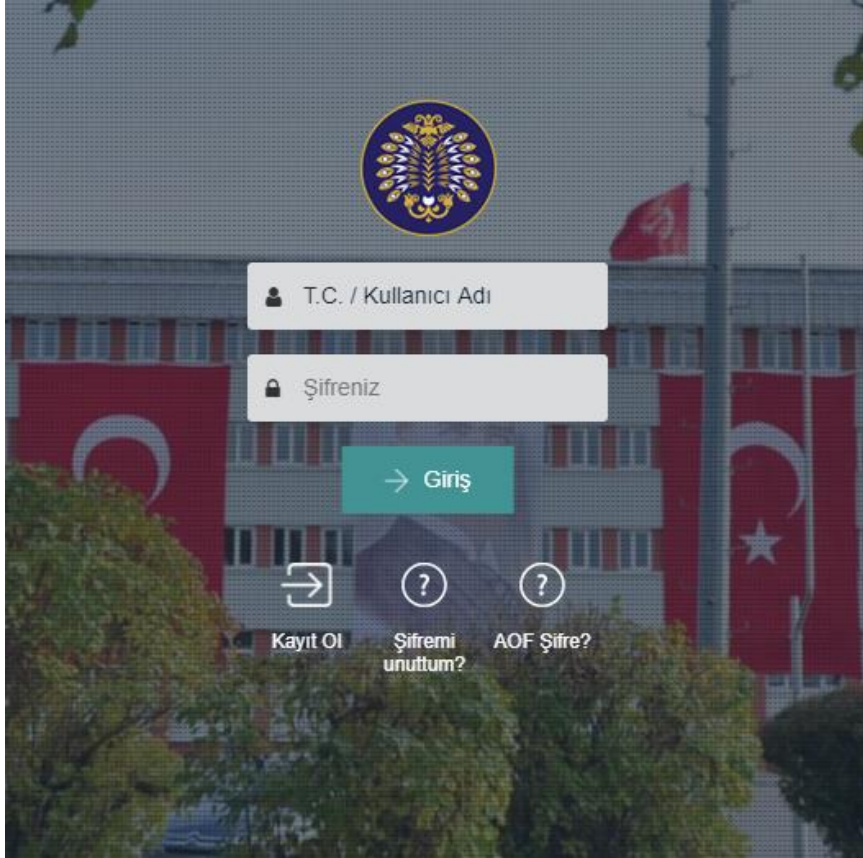 T.C. / Kullanıcı Adı
Şifreniz
Giriş
Kayıt Ol
Şifremi
unuttum?
AOF Şifre?